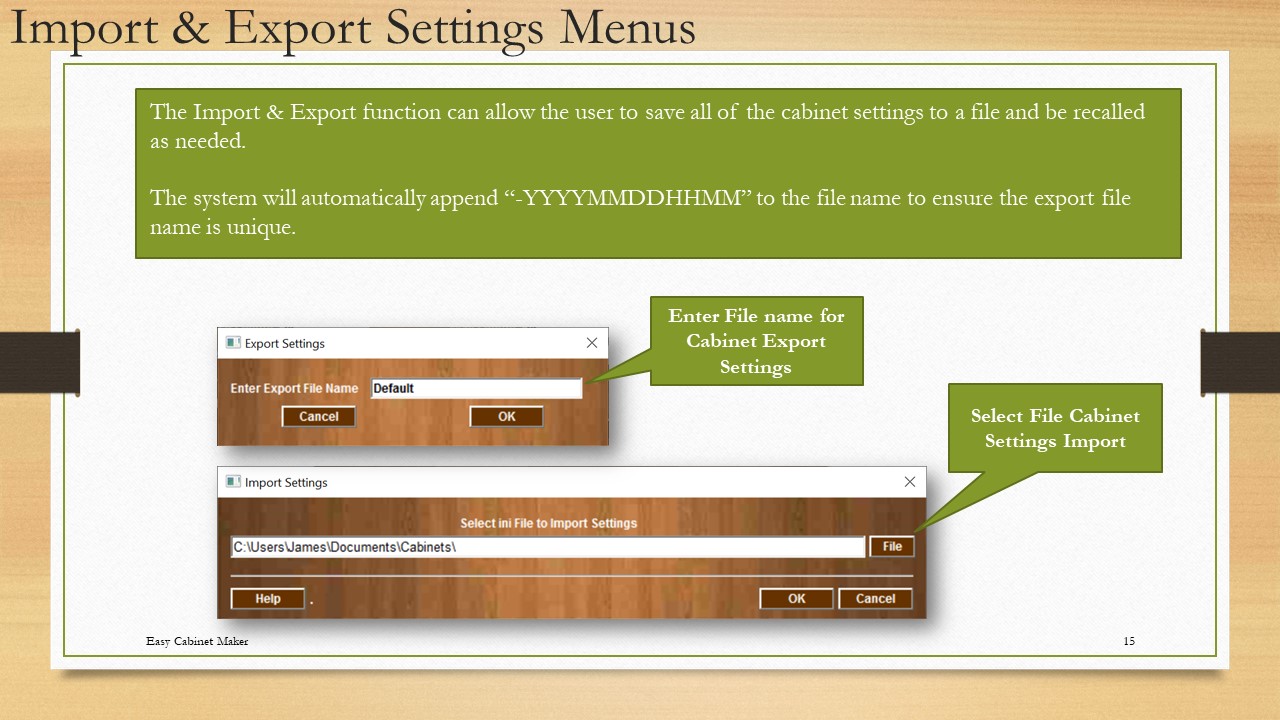 Import & Export Settings Menus
The Import & Export function can allow the user to save all of the cabinet settings to a file and be recalled
as needed.
The system will automatically append “-YYYYMMDDHHMM” to the file name to ensure the export file
name is unique.
Enter File name for
Cabinet Export
Settings
Export Settings
Enter Export File Name Default
Cancel OK
Select File Cabinet
Settings Import
Import Settings
Select ini File to Import Settings
C:\Users\James\Documents\Cabinets\ File
Help . OK Cancel
Easy Cabinet Maker 15